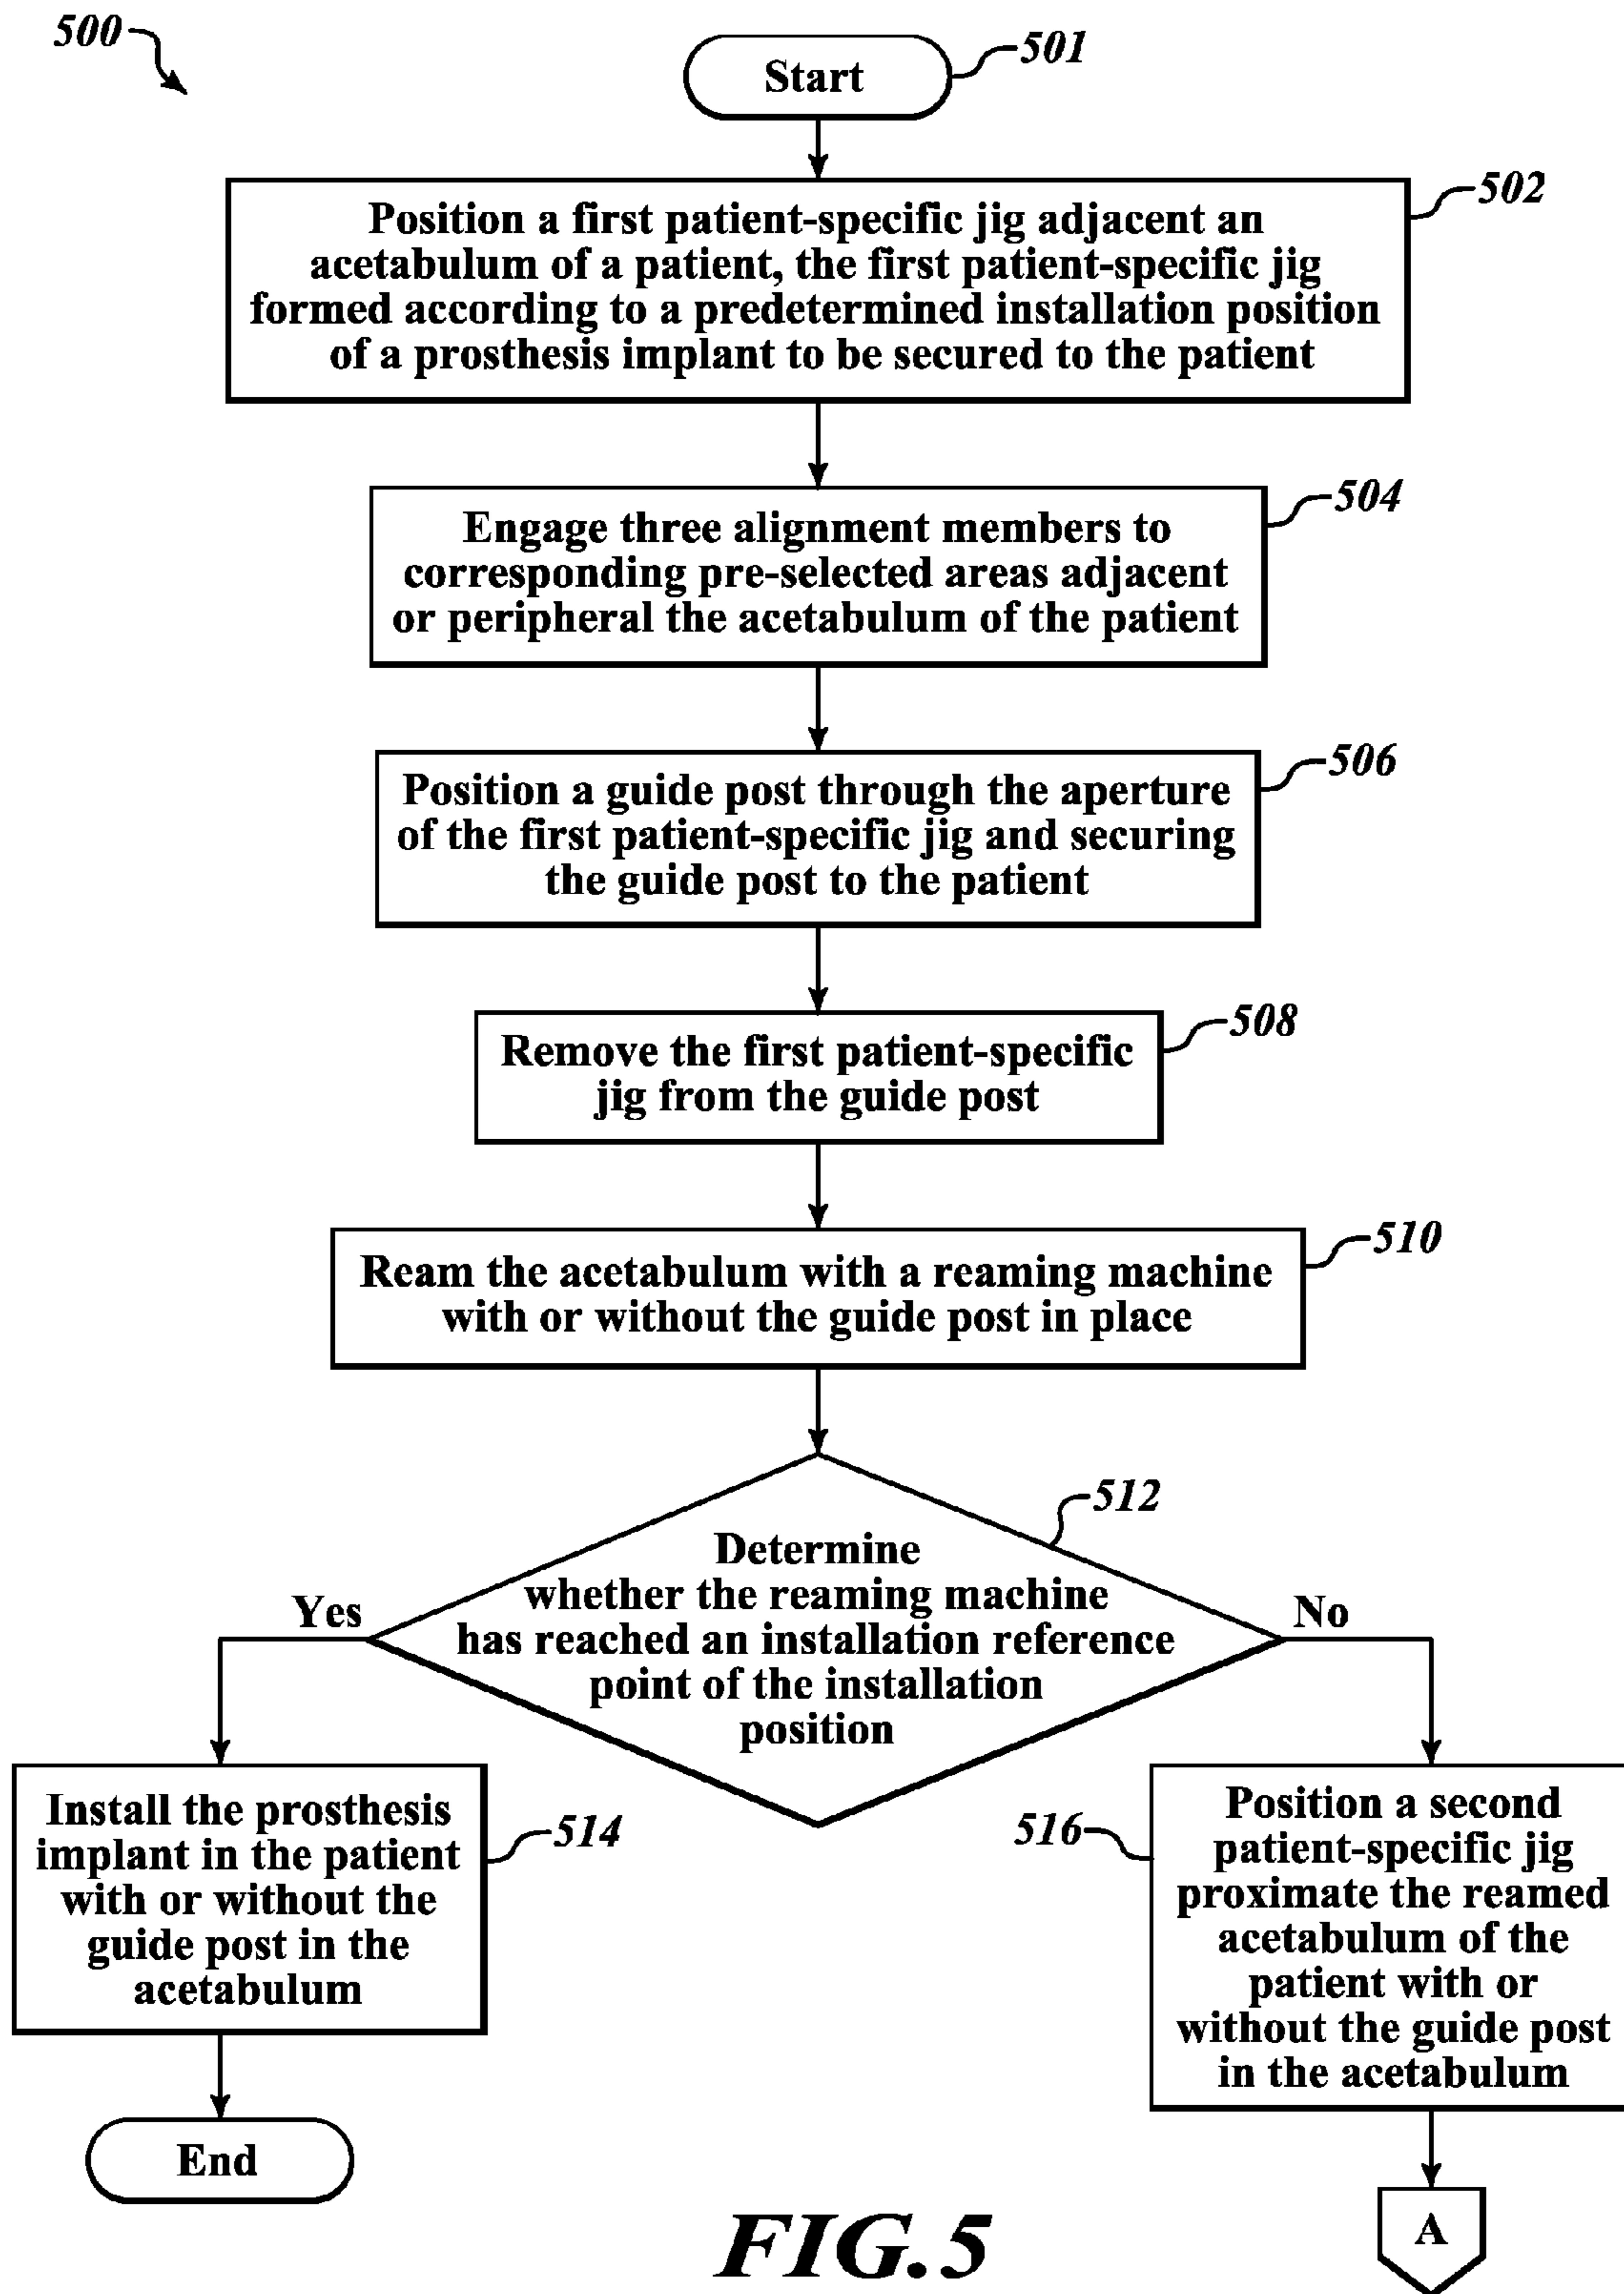 500
Start
501
Position a first patient-specific jig adjacent an
acetabulum of a patient, the first patient-specific jig
formed according to a predetermined installation position
of a prosthesis implant to be secured to the patient
502
Engage three alignment members to
corresponding pre-selected areas adjacent
or peripheral the acetabulum of the patient
504
Position a guide post through the aperture
of the first patient-specific jig and securing
the guide post to the patient
506
Remove the first patient-specific
jig from the guide post
508
Ream the acetabulum with a reaming machine
with or without the guide post in place
510
Determine
whether the reaming machine
has reached an installation reference
point of the installation
position
512
Yes
No
Install the prosthesis
implant in the patient
with or without the
guide post in the
acetabulum
514
516
Position a second
patient-specific jig
proximate the reamed
acetabulum of the
patient with or
without the guide post
in the acetabulum
End
A
FIG. 5